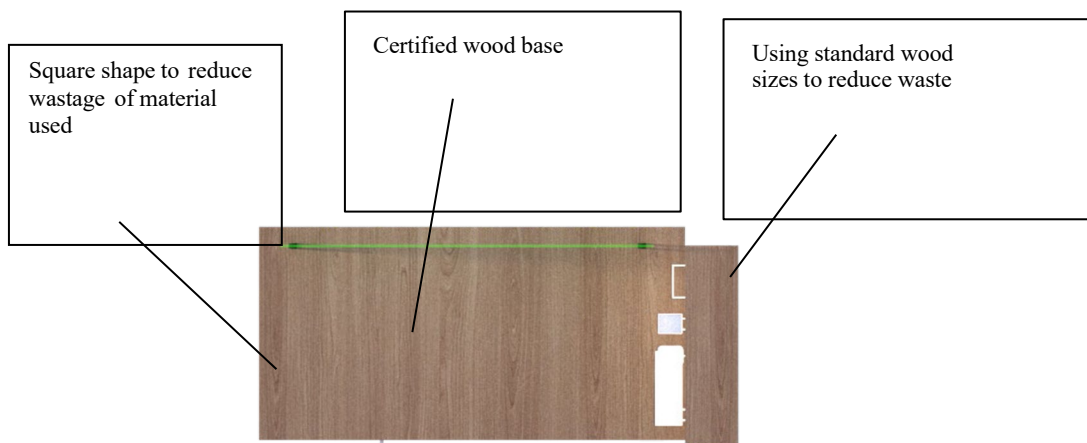 Square shape to reduce
wastage of material
used
Certified wood base
Using standard wood
sizes to reduce waste